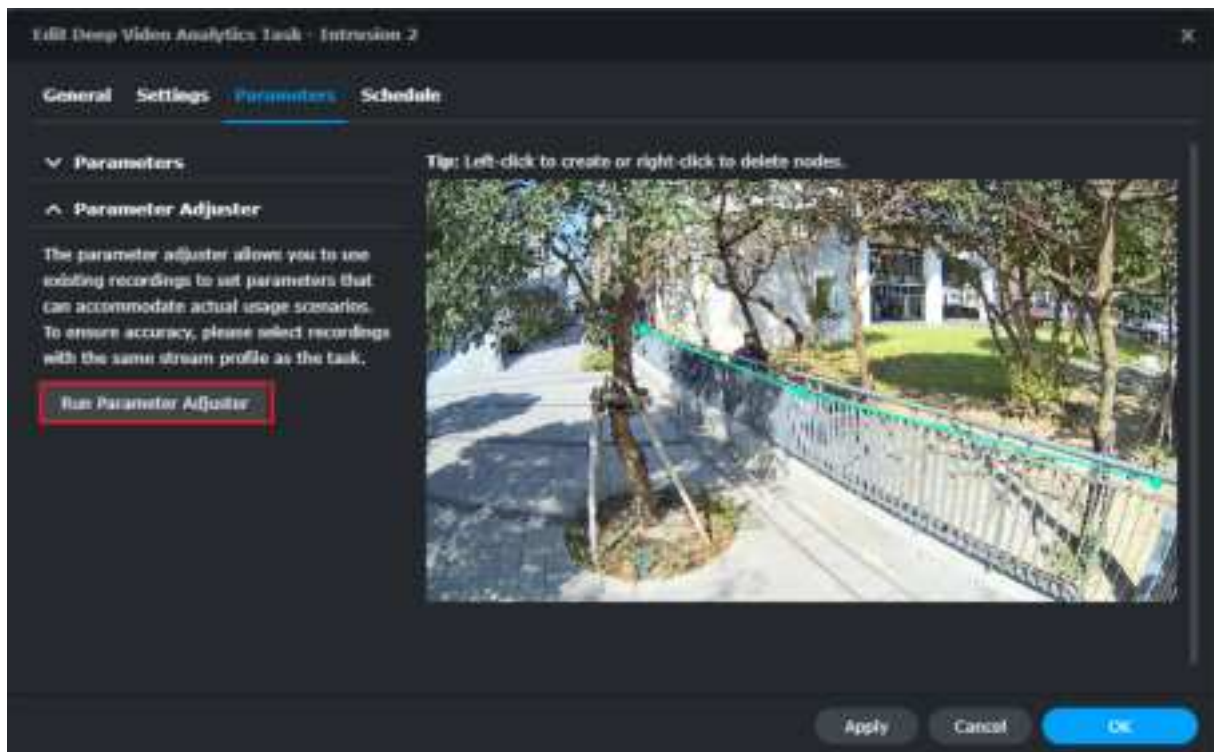 Edit Deep Video Analytics Task - Intrusion 2
General Settings Parameters Schedule
Parameters
Tip: Left-click to create or right-click to delete nodes.
Parameter Adjuster
The parameter adjuster allows you to use
existing recordings to set parameters that
can accommodate actual usage scenarios.
To ensure accuracy, please select recordings
with the same stream profile as the task.
Run Parameter Adjuster
Apply Cancel OK